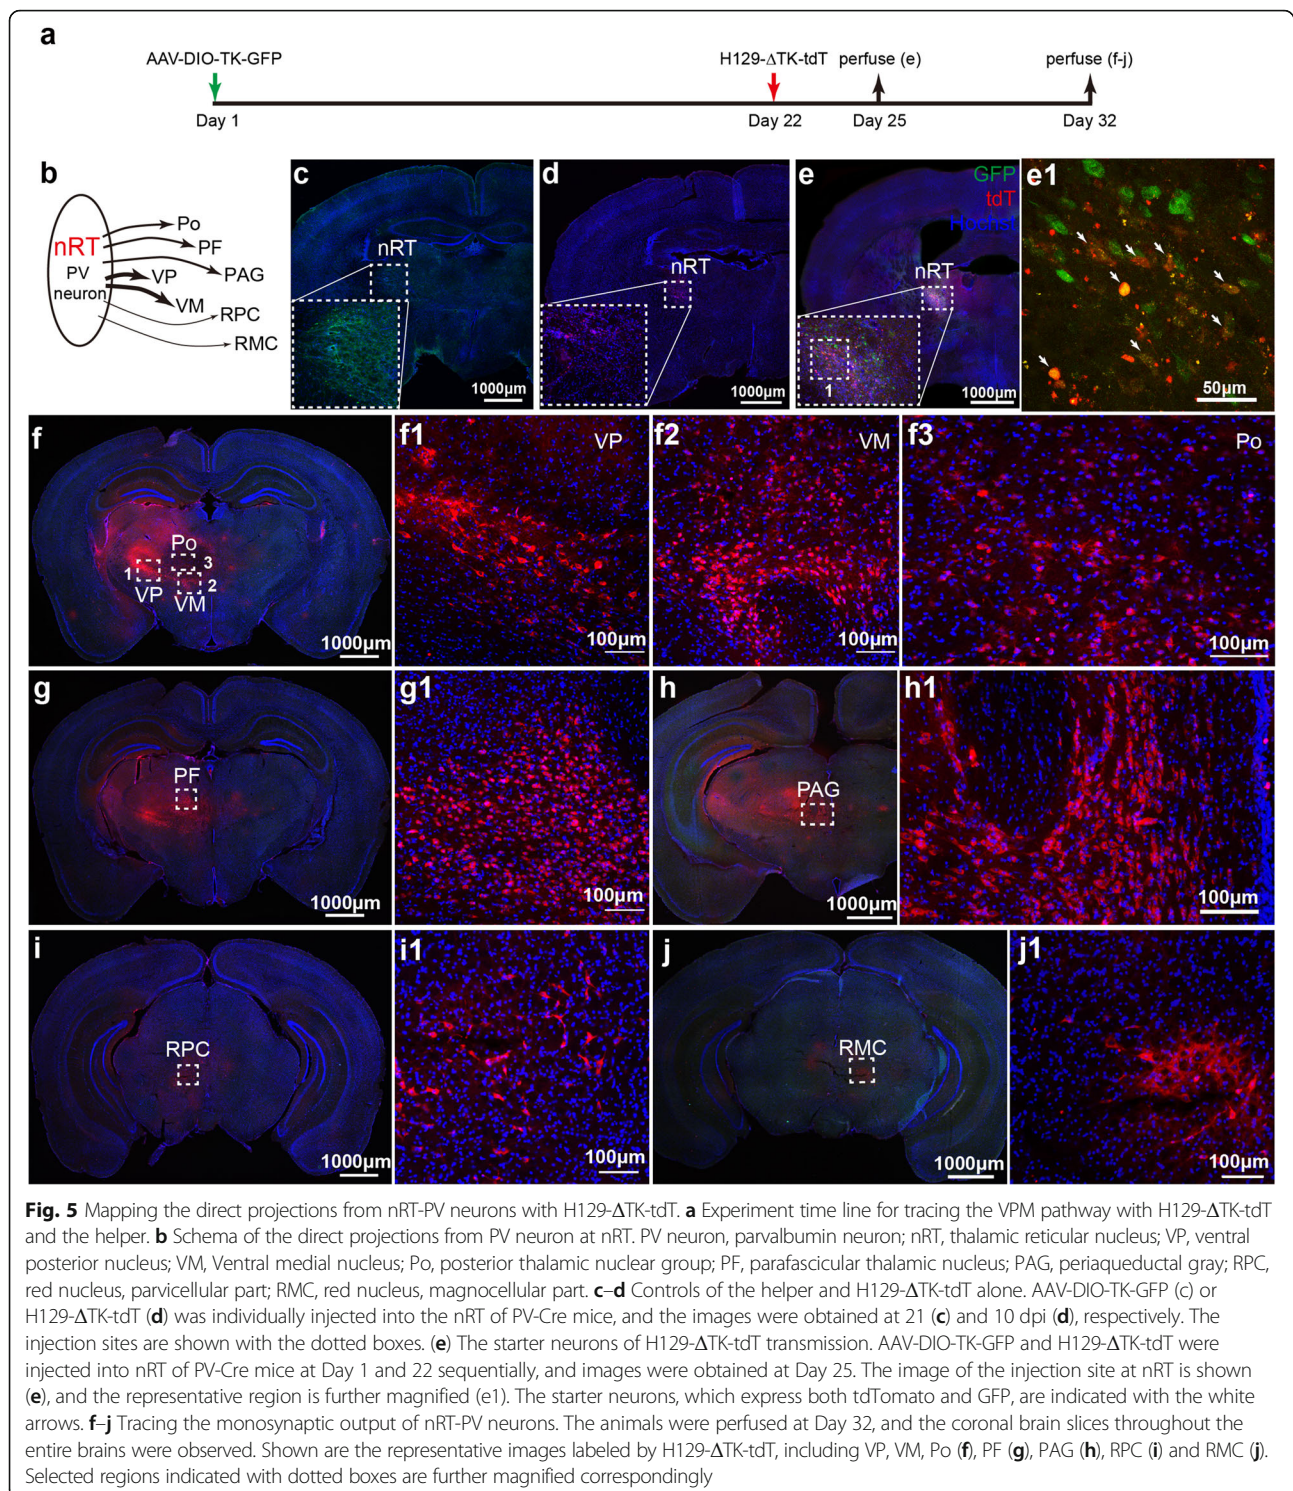 a
AAV-DIO-TK-GFP
H129-ΔTK-tdT
perfuse (e)
perfuse (f-j)
Day 1
Day 22
Day 25
Day 32
b
nRT
PV
neuron
Po
PF
PAG
VP
VM
RPC
RMC
c
nRT
1000μm
d
nRT
1000μm
e
GFP
tdT
Hoechst
nRT
1
1000μm
e1
50μm
f
Po
3
1
VP
2
VM
1000μm
f1
VP
100μm
f2
VM
100μm
f3
Po
100μm
g
PF
1000μm
g1
100μm
h
PAG
1000μm
h1
100μm
i
RPC
1000μm
i1
100μm
j
RMC
1000μm
j1
100μm
Fig. 5 Mapping the direct projections from nRT-PV neurons with H129-ΔTK-tdT. a Experiment time line for tracing the VPM pathway with H129-ΔTK-tdT
and the helper. b Schema of the direct projections from PV neuron at nRT. PV neuron, parvalbumin neuron; nRT, thalamic reticular nucleus; VP, ventral
posterior nucleus; VM, Ventral medial nucleus; Po, posterior thalamic nuclear group; PF, parafascicular thalamic nucleus; PAG, periaqueductal gray; RPC,
red nucleus, parvicellular part; RMC, red nucleus, magnocellular part. c–d Controls of the helper and H129-ΔTK-tdT alone. AAV-DIO-TK-GFP (c) or
H129-ΔTK-tdT (d) was individually injected into the nRT of PV-Cre mice, and the images were obtained at 21 (c) and 10 dpi (d), respectively. The
injection sites are shown with the dotted boxes. (e) The starter neurons of H129-ΔTK-tdT transmission. AAV-DIO-TK-GFP and H129-ΔTK-tdT were
injected into nRT of PV-Cre mice at Day 1 and 22 sequentially, and images were obtained at Day 25. The image of the injection site at nRT is shown
(e), and the representative region is further magnified (e1). The starter neurons, which express both tdTomato and GFP, are indicated with the white
arrows. f–j Tracing the monosynaptic output of nRT-PV neurons. The animals were perfused at Day 32, and the coronal brain slices throughout the
entire brains were observed. Shown are the representative images labeled by H129-ΔTK-tdT, including VP, VM, Po (f), PF (g), PAG (h), RPC (i) and RMC (j).
Selected regions indicated with dotted boxes are further magnified correspondingly